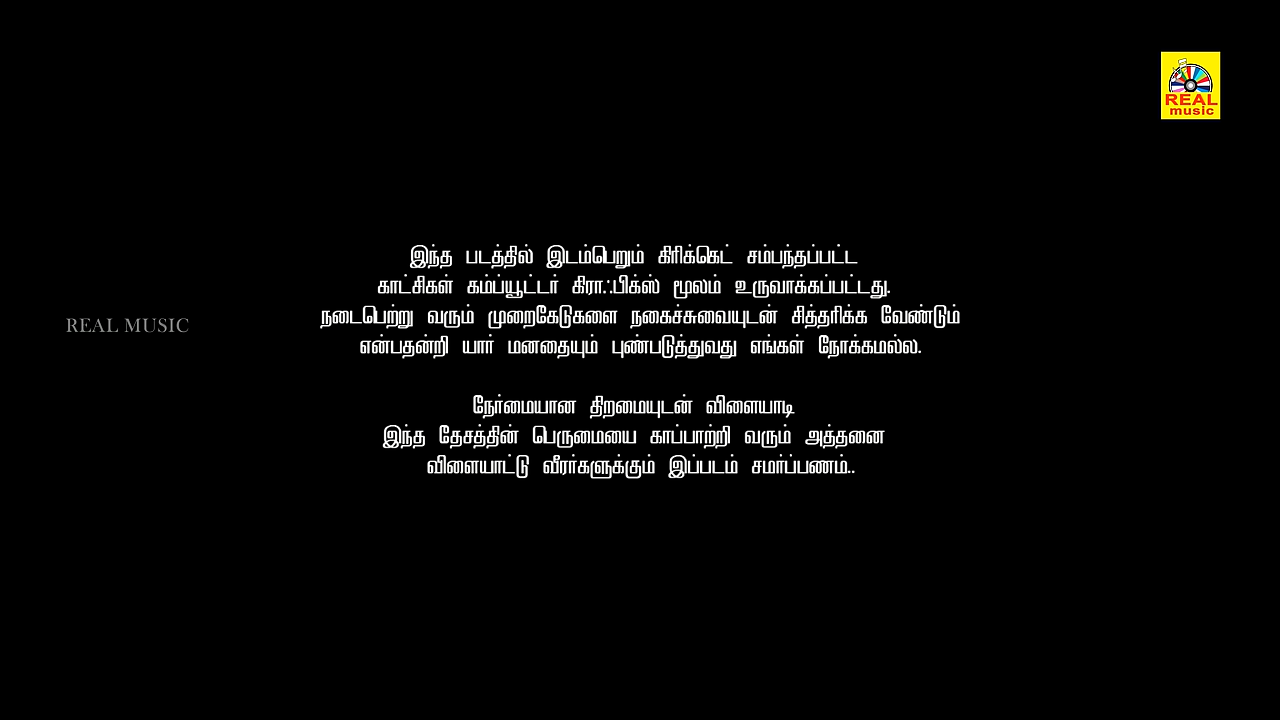 REAL
music
இந்த படத்தில் இடம்பெறும் கிரிக்கெட் சம்பந்தப்பட்ட
காட்சிகள் கம்ப்யூட்டர் கிராஃபிக்ஸ் மூலம் உருவாக்கப்பட்டது.
நடைபெற்று வரும் முறைகேடுகளை நகைச்சுவையுடன் சித்தரிக்க வேண்டும்
என்பதன்றி யார் மனதையும் புண்படுத்துவது எங்கள் நோக்கமல்ல.
REAL MUSIC
நேர்மையான திறமையுடன் விளையாடி
இந்த தேசத்தின் பெருமையை காப்பாற்றி வரும் அத்தனை
விளையாட்டு வீரர்களுக்கும் இப்படம் சமர்ப்பணம்..